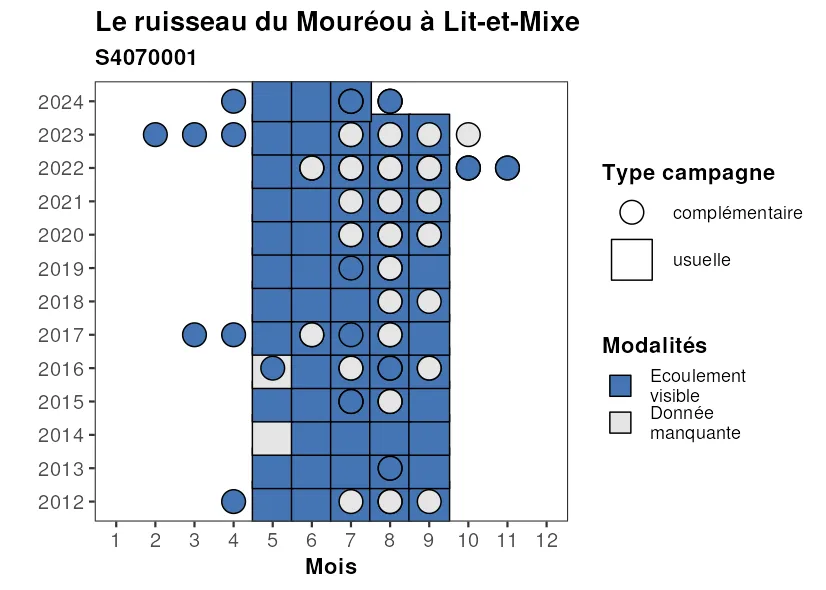 Le ruisseau du Mouréou à Lit-et-Mixe
S4070001
2024
2023
2022
2021
2020
2019
2018
2017
2016
2015
2014
2013
2012
1 2 3 4 5 6 7 8 9 10 11 12
Mois
Type campagne
complémentaire
usuelle
Modalités
Ecoulement
visible
Donnée
manquante